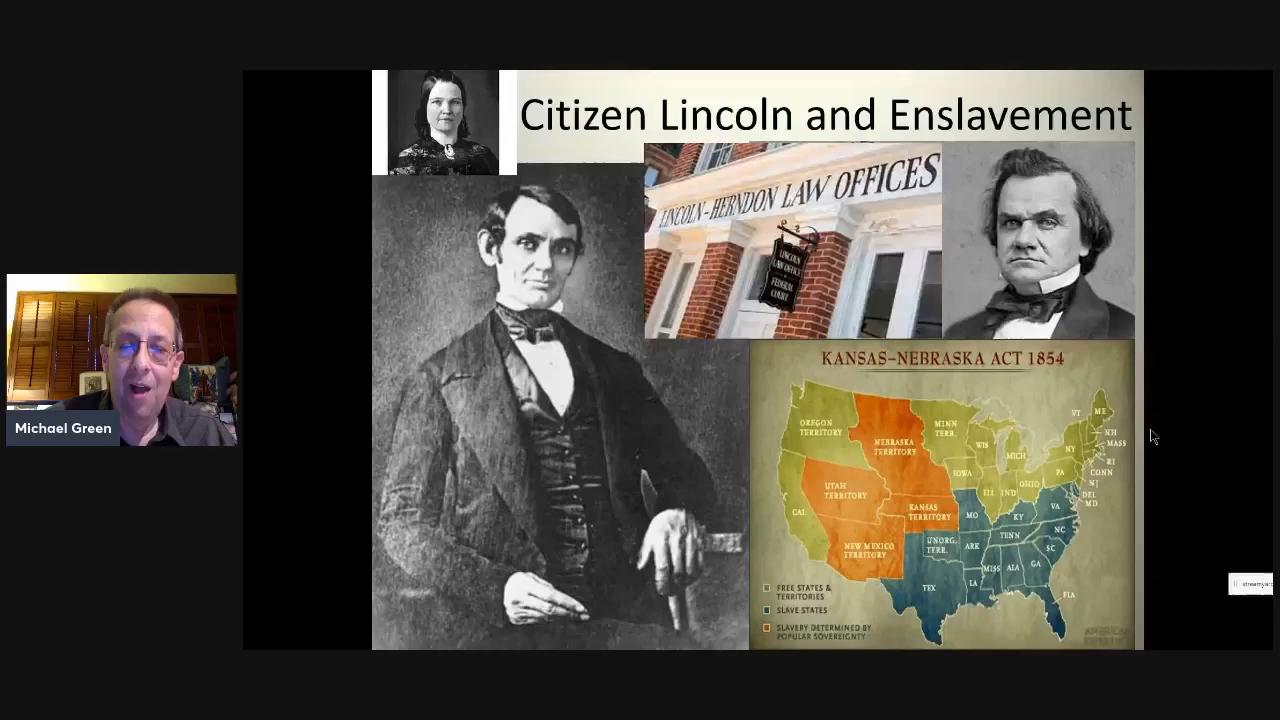 Citizen Lincoln and Enslavement
LINCOLN-HERNDON LAW OFFICES
LINCOLN
LAW OFFICE
FEDERAL
COURT
Michael Green
KANSAS–NEBRASKA ACT 1854
OREGON
TERRITORY
NEBRASKA
TERRITORY
MINN
TERR.
WIS
MICH
VT
ME
NH
MASS
RI
CONN
NJ
DEL
MD
NY
PA
IOWA
ILL
IND
OHIO
UTAH
TERRITORY
CAL
KANSAS
TERRITORY
MO
KY
VA
NC
NEW MEXICO
TERRITORY
UNORG.
TERR.
ARK
TENN
SC
MISS
ALA
GA
TEX
LA
FLA
FREE STATES &
TERRITORIES
SLAVE STATES
SLAVERY DETERMINED BY
POPULAR SOVEREIGNTY
AMERICAN
EXPERIENCE